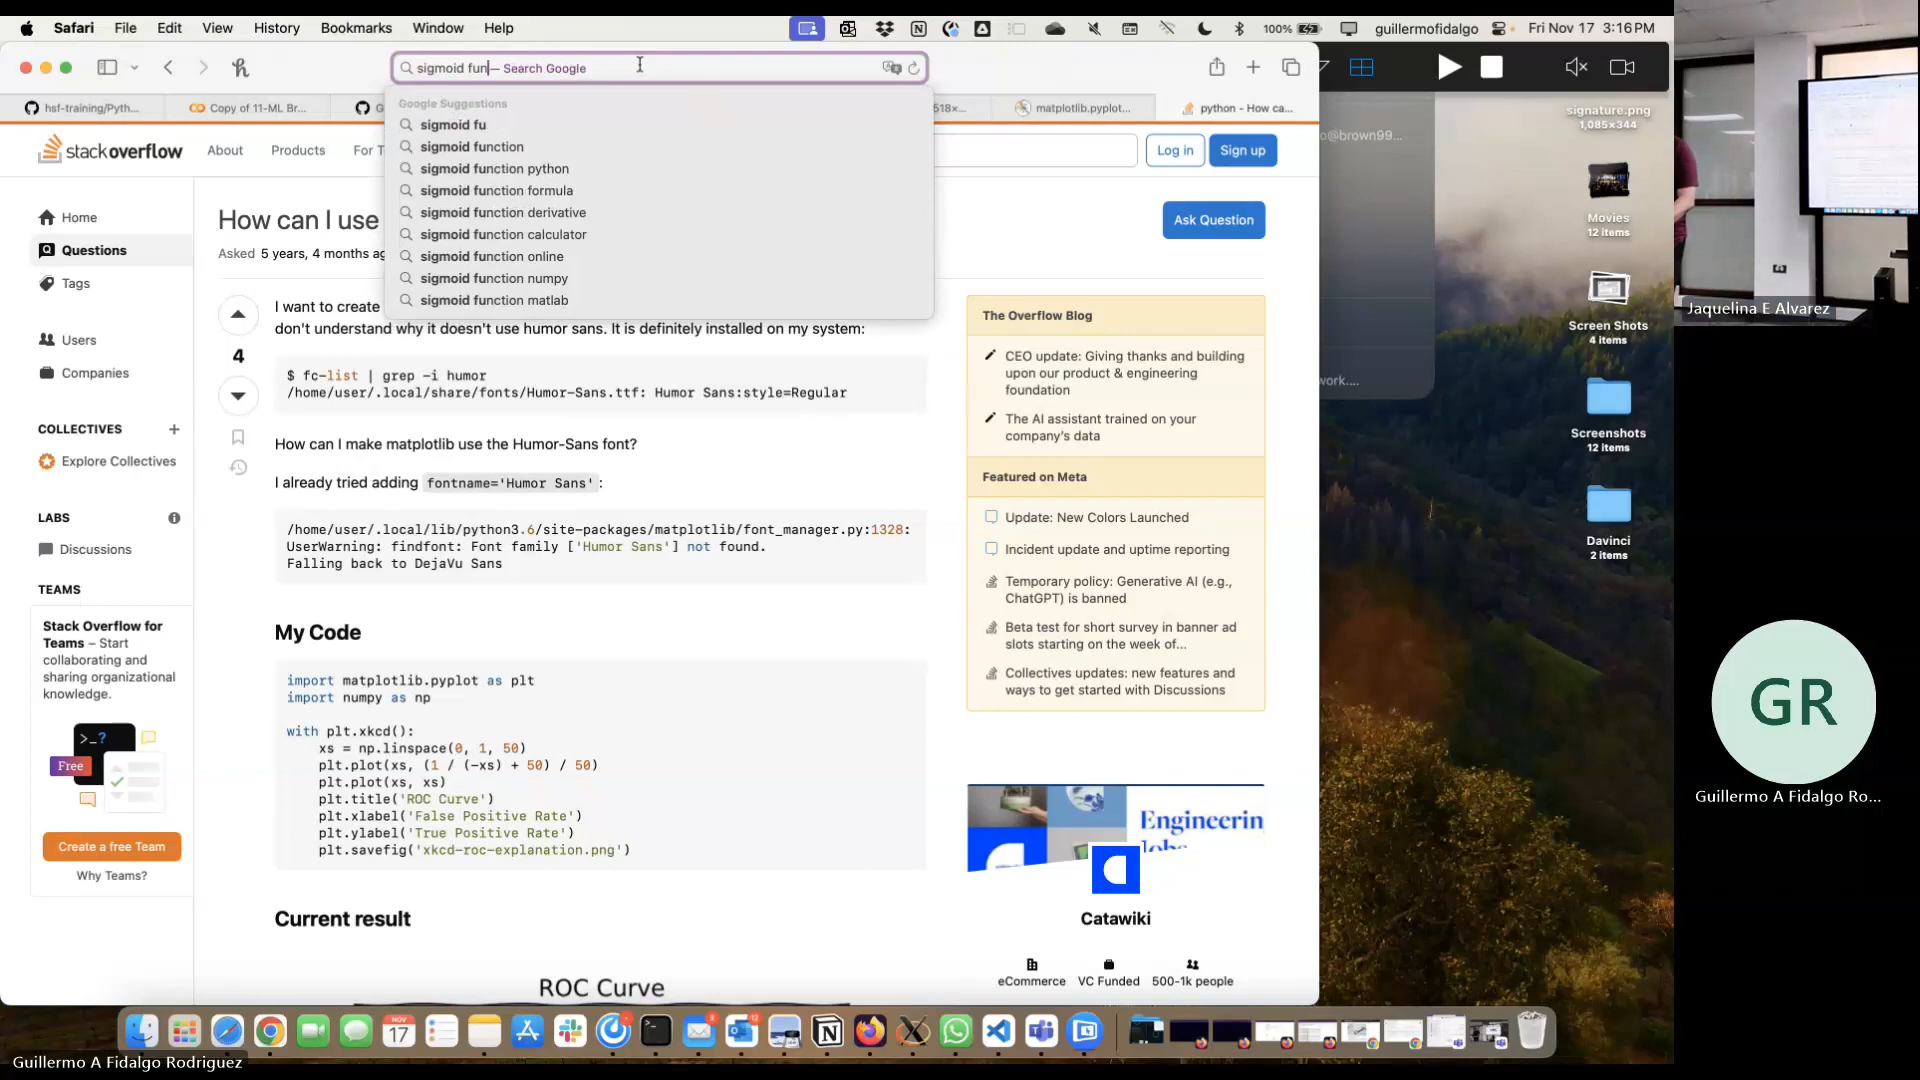 Safari File Edit View History Bookmarks Window Help
100% guillermofidalgo Fri Nov 17 3:16 PM
sigmoid fun — Search Google
Google Suggestions
sigmoid fu
sigmoid function
sigmoid function python
sigmoid function formula
sigmoid function derivative
sigmoid function calculator
sigmoid function online
sigmoid function numpy
sigmoid function matlab
hsf-training/Pyth...
Copy of 11-ML Br...
518×...
matplotlib.pyplot...
python - How ca...
stackoverflow
About
Products
For T
Log in
Sign up
Home
Questions
Tags
Users
Companies
COLLECTIVES
Explore Collectives
LABS
Discussions
TEAMS
Stack Overflow for
Teams – Start
collaborating and
sharing organizational
knowledge.
>_?
Free
Create a free Team
Why Teams?
How can I use
Asked 5 years, 4 months ag
Ask Question
I want to create
don't understand why it doesn't use humor sans. It is definitely installed on my system:
4
$ fc-list | grep -i humor
/home/user/.local/share/fonts/Humor-Sans.ttf: Humor Sans:style=Regular
How can I make matplotlib use the Humor-Sans font?
I already tried adding fontname='Humor Sans' :
/home/user/.local/lib/python3.6/site-packages/matplotlib/font_manager.py:1328:
UserWarning: findfont: Font family ['Humor Sans'] not found.
Falling back to DejaVu Sans
My Code
import matplotlib.pyplot as plt
import numpy as np
with plt.xkcd():
xs = np.linspace(0, 1, 50)
plt.plot(xs, (1 / (-xs) + 50) / 50)
plt.plot(xs, xs)
plt.title('ROC Curve')
plt.xlabel('False Positive Rate')
plt.ylabel('True Positive Rate')
plt.savefig('xkcd-roc-explanation.png')
Current result
ROC Curve
The Overflow Blog
CEO update: Giving thanks and building
upon our product & engineering
foundation
The AI assistant trained on your
company's data
Featured on Meta
Update: New Colors Launched
Incident update and uptime reporting
Temporary policy: Generative AI (e.g.,
ChatGPT) is banned
Beta test for short survey in banner ad
slots starting on the week of...
Collectives updates: new features and
ways to get started with Discussions
Engineerin
Jobs
Catawiki
eCommerce
VC Funded
500-1k people
o@brown99...
work....
signature.png
1,085×344
Movies
12 items
Screen Shots
4 items
Screenshots
12 items
Davinci
2 items
Jaquelina E Alvarez
GR
Guillermo A Fidalgo Ro...
NOV
17
Guillermo A Fidalgo Rodriguez